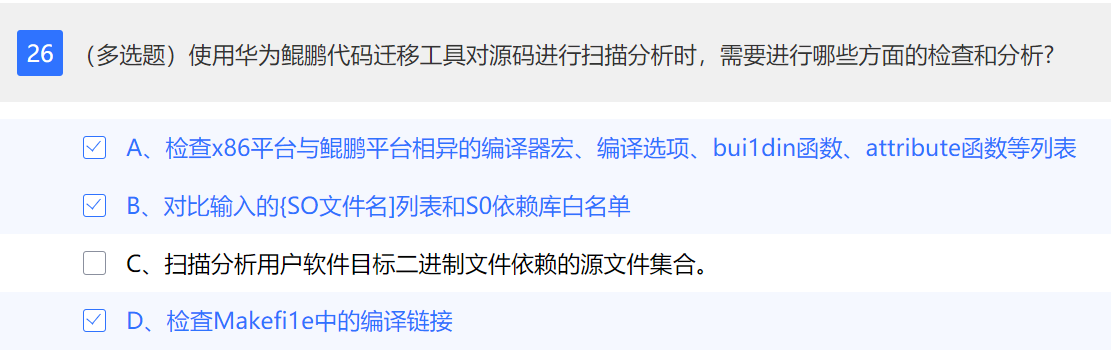 26 (多选题)使用华为鲲鹏代码迁移工具对源码进行扫描分析时，需要进行哪些方面的检查和分析?
A、检查x86平台与鲲鹏平台相异的编译器宏、编译选项、bui1din函数、attribute函数等列表
B、对比输入的{SO文件名]列表和S0依赖库白名单
C、扫描分析用户软件目标二进制文件依赖的源文件集合。
D、检查Makefi1e中的编译链接